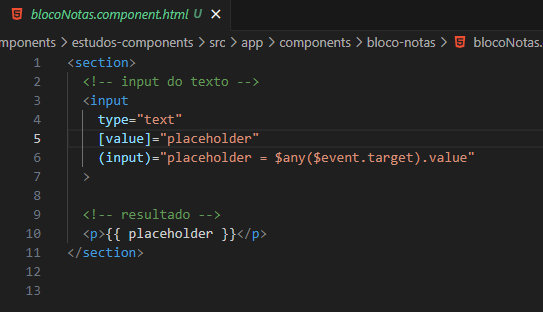 blocoNotas.component.html U ×
mponents > estudos-components > src > app > components > bloco-notas > blocoNotas.
1 <section>
2 <!-- input do texto -->
3 <input
4 type="text"
5 [value]="placeholder"
6 (input)="placeholder = $any($event.target).value"
7 >
8
9 <!-- resultado -->
10 <p>{{ placeholder }}</p>
11 </section>
12
13